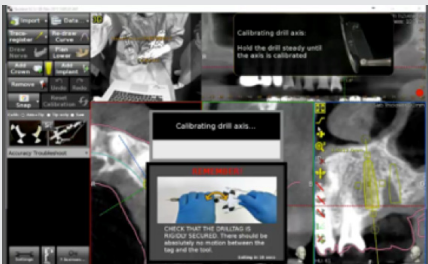 Import
Data...
Trace-
register
Re-draw
Curve
Draw
Nerve
Plan
Lower
Add
Crown
Add
Implant
Remove
Undo
Redo
Snap
Reset
Calibration
Accuracy Troubleshoot
Calibrating drill axis:
Hold the drill steady until
the axis is calibrated
Calibrating drill axis...
CHECK THAT THE DRILLTAG IS
RIGIDLY SECURED. There should be
absolutely no motion between the
tag and the tool.
Settings